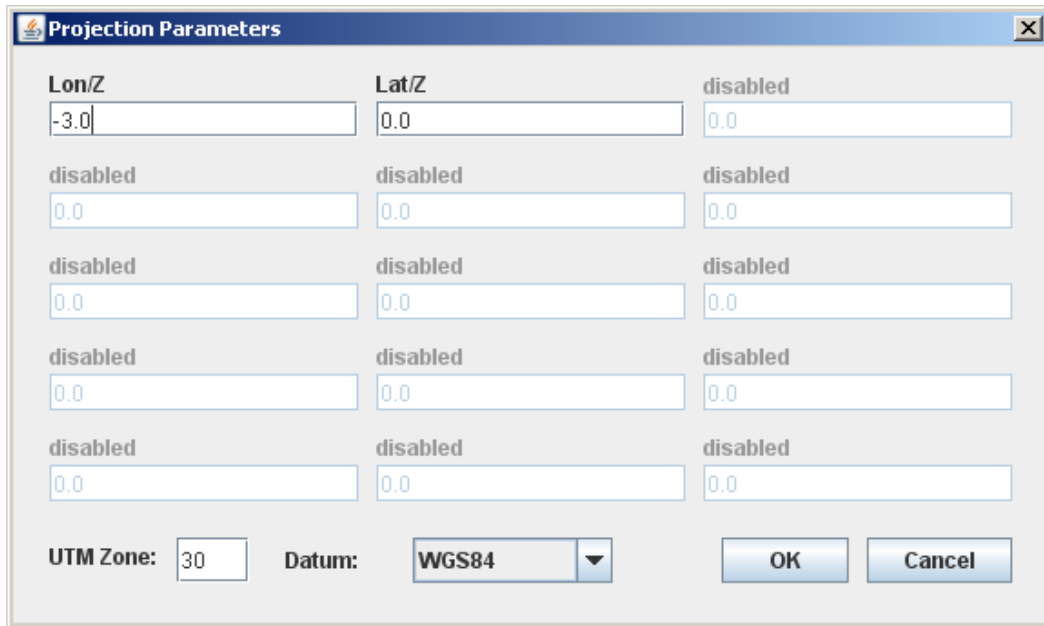 Projection Parameters
Lon/Z Lat/Z disabled
-3.0 0.0 0.0
disabled disabled disabled
0.0 0.0 0.0
disabled disabled disabled
0.0 0.0 0.0
disabled disabled disabled
0.0 0.0 0.0
disabled disabled disabled
0.0 0.0 0.0
UTM Zone: 30 Datum: WGS84 OK Cancel